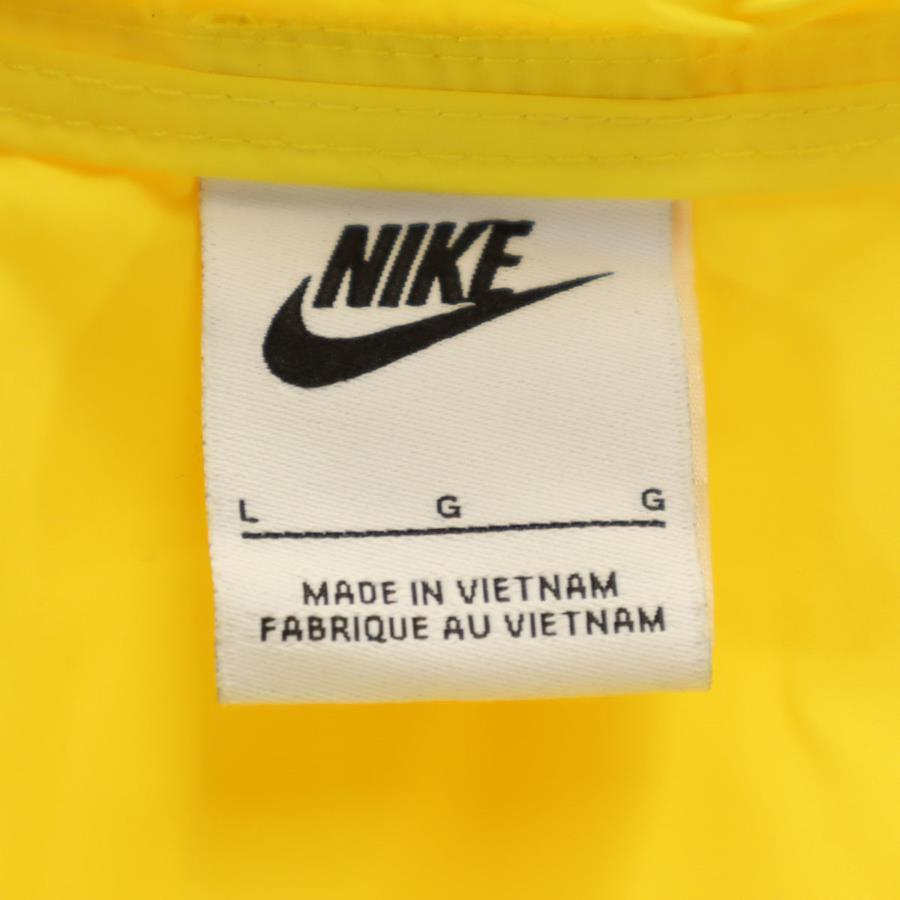 NIKE
L G G
MADE IN VIETNAM
FABRIQUE AU VIETNAM